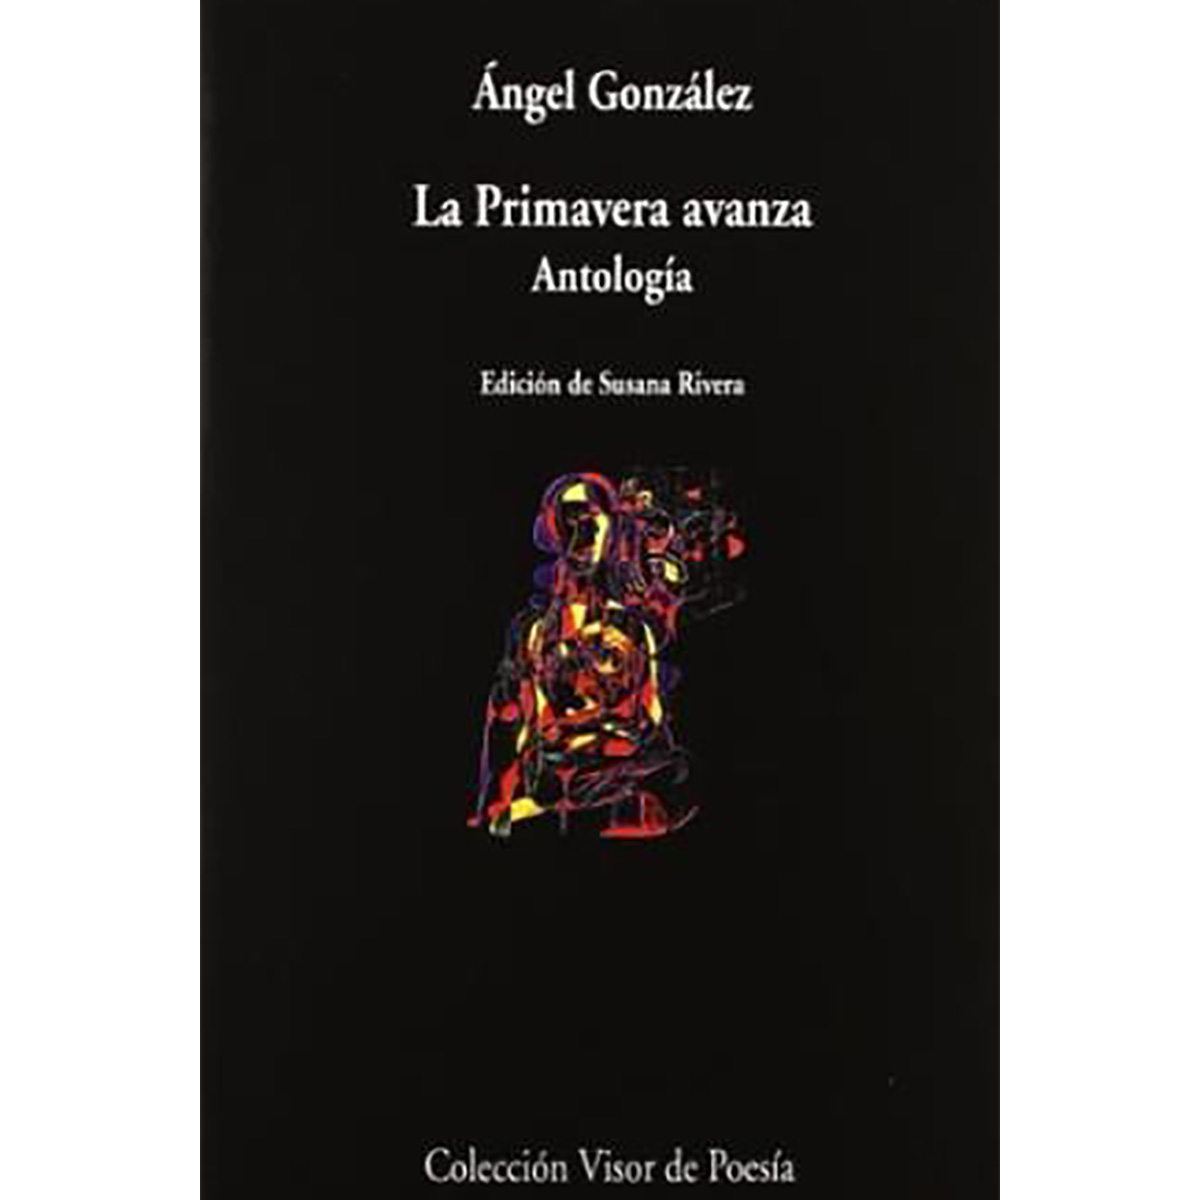 Ángel González
La Primavera avanza
Antología
Edición de Susana Rivera
Colección Visor de Poesía